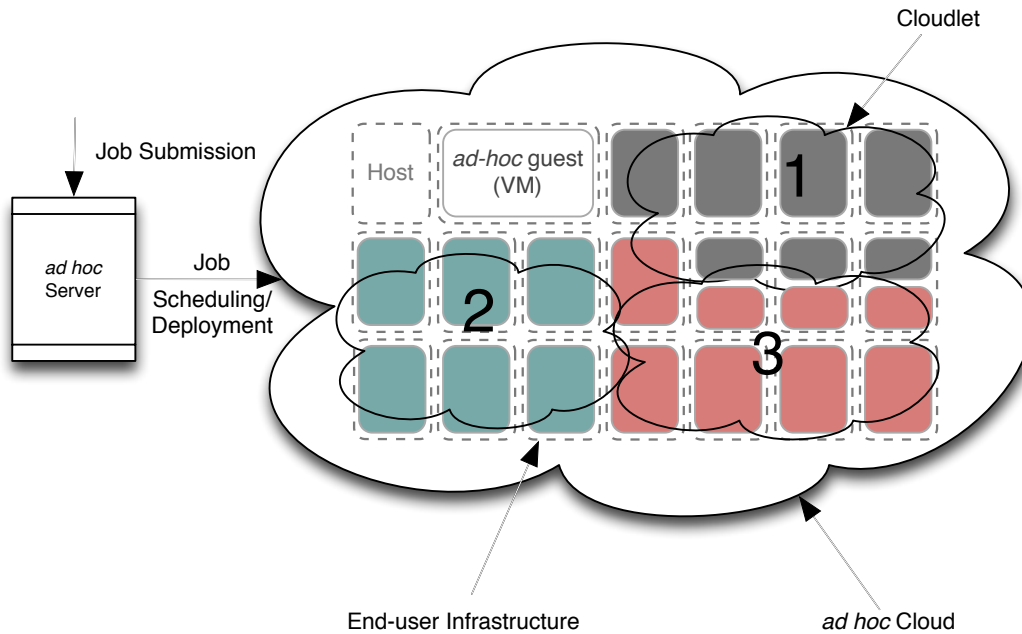 Cloudlet
Job Submission
Host
ad-hoc guest
(VM)
1
ad hoc
Server
Job
Scheduling/
Deployment
2
3
End-user Infrastructure
ad hoc Cloud